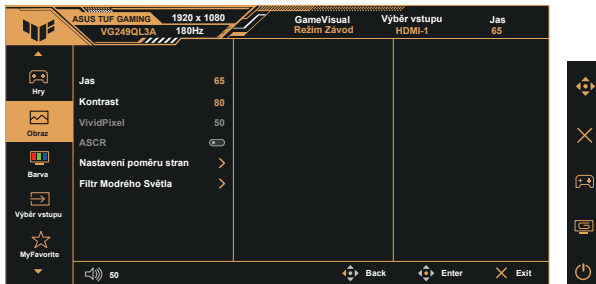 ASUS TUF GAMING 1920 x 1080
VG249QL3A 180Hz
GameVisual
Režim Závod
Výběr vstupu
HDMI-1
Jas
65
Hry
Obraz
Barva
Výběr vstupu
MyFavorite
Jas 65
Kontrast 80
VividPixel 50
ASCR
Nastavení poměru stran
Filtr Modrého Světla
50 Back Enter Exit